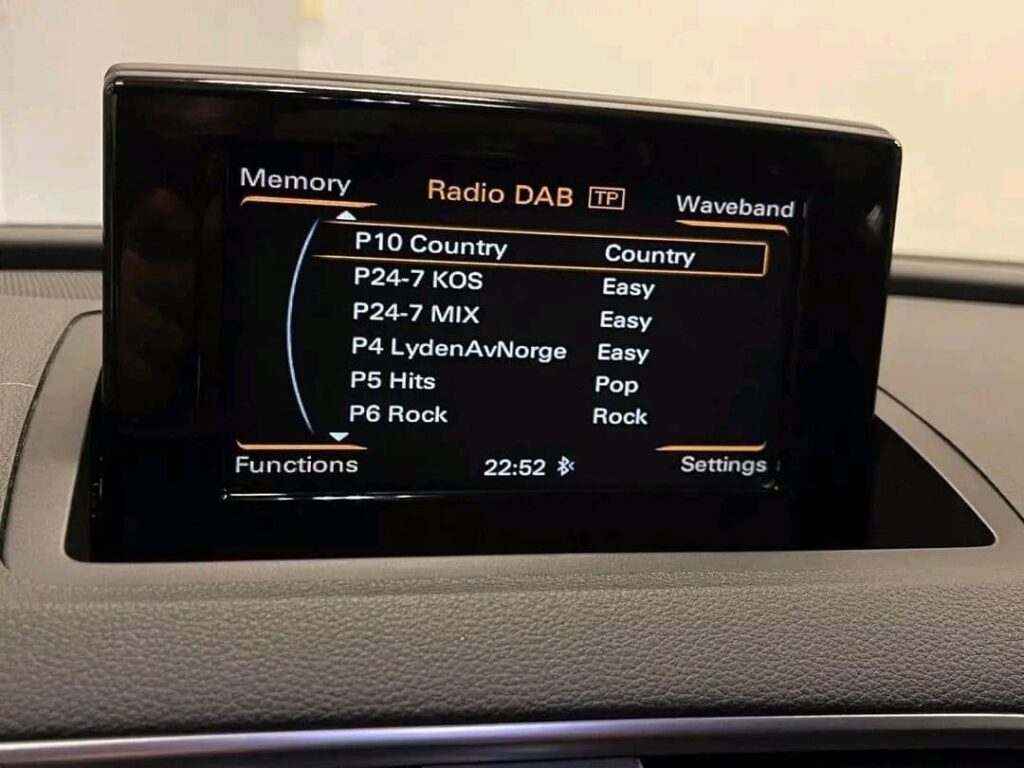 Memory Radio DAB TP Waveband
P10 Country Country
P24-7 KOS Easy
P24-7 MIX Easy
P4 LydenAvNorge Easy
P5 Hits Pop
P6 Rock Rock
Functions 22:52 Settings